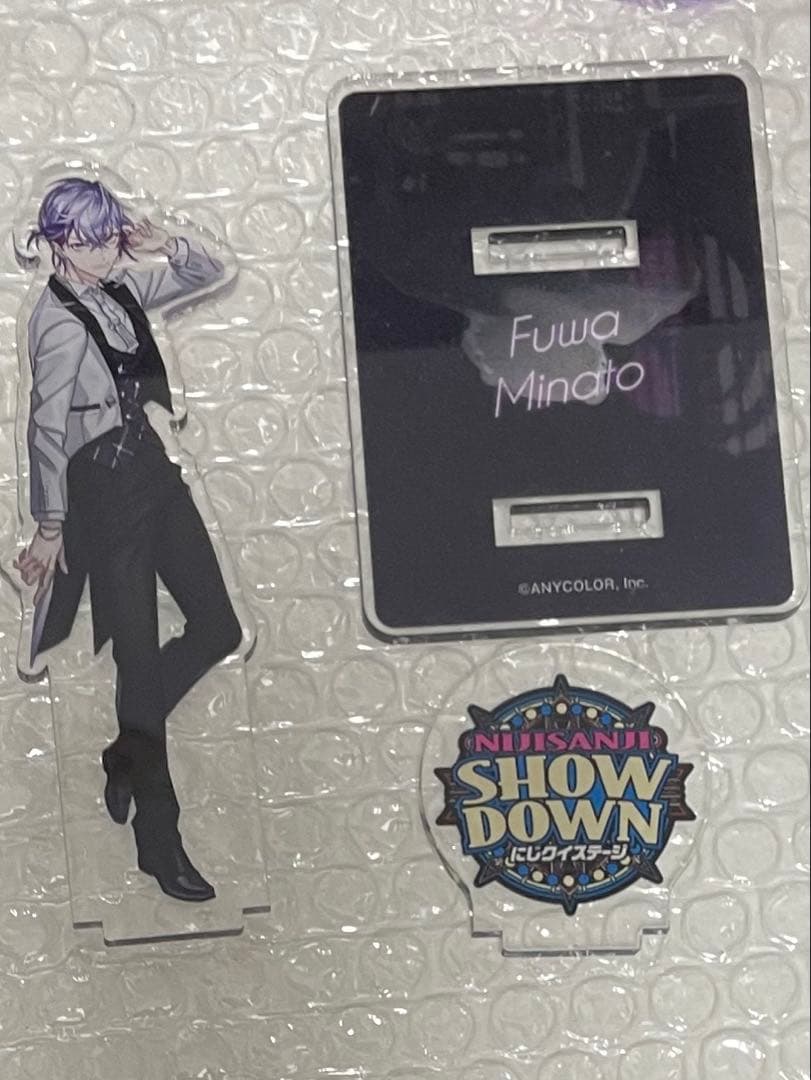 Fuwa
Minato
©ANYCOLOR, Inc.
NIJISANJI
SHOW
DOWN
にじクイステージ